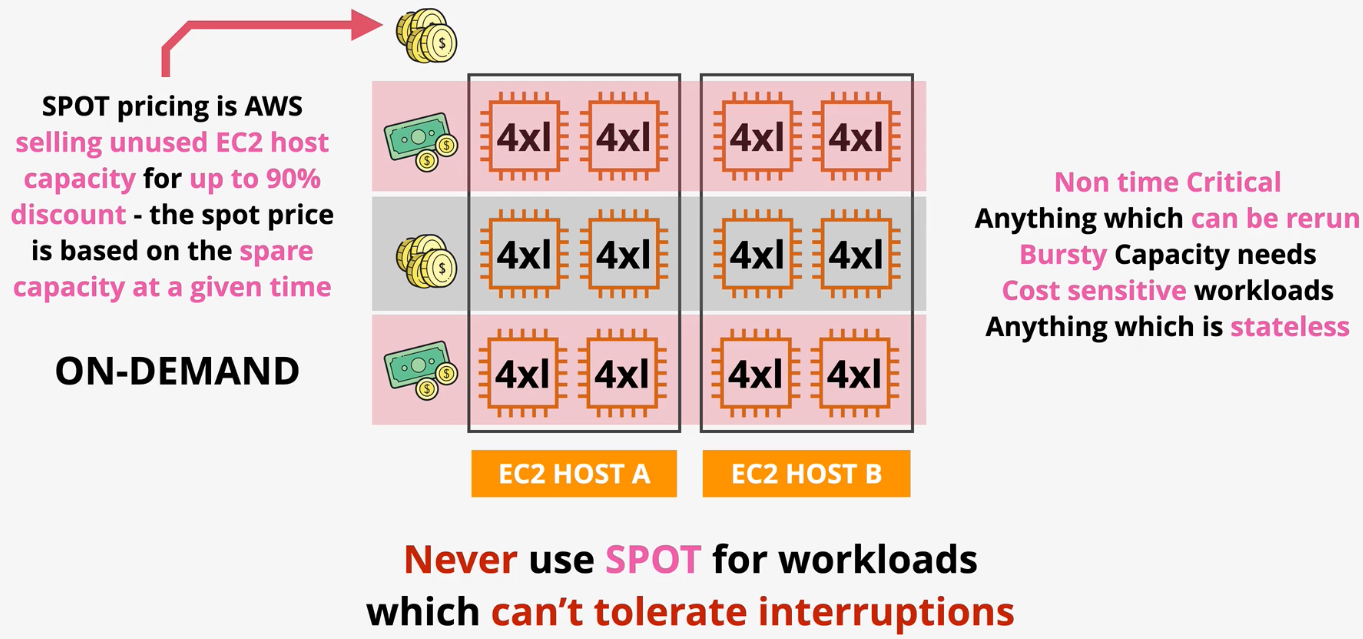 SPOT pricing is AWS
selling unused EC2 host
capacity for up to 90%
discount - the spot price
is based on the spare
capacity at a given time
ON-DEMAND
$
$
$
4xl 4xl 4xl 4xl
$
4xl 4xl 4xl 4xl
$
$
4xl 4xl 4xl 4xl
EC2 HOST A
EC2 HOST B
Non time Critical
Anything which can be rerun
Bursty Capacity needs
Cost sensitive workloads
Anything which is stateless
Never use SPOT for workloads
which can’t tolerate interruptions